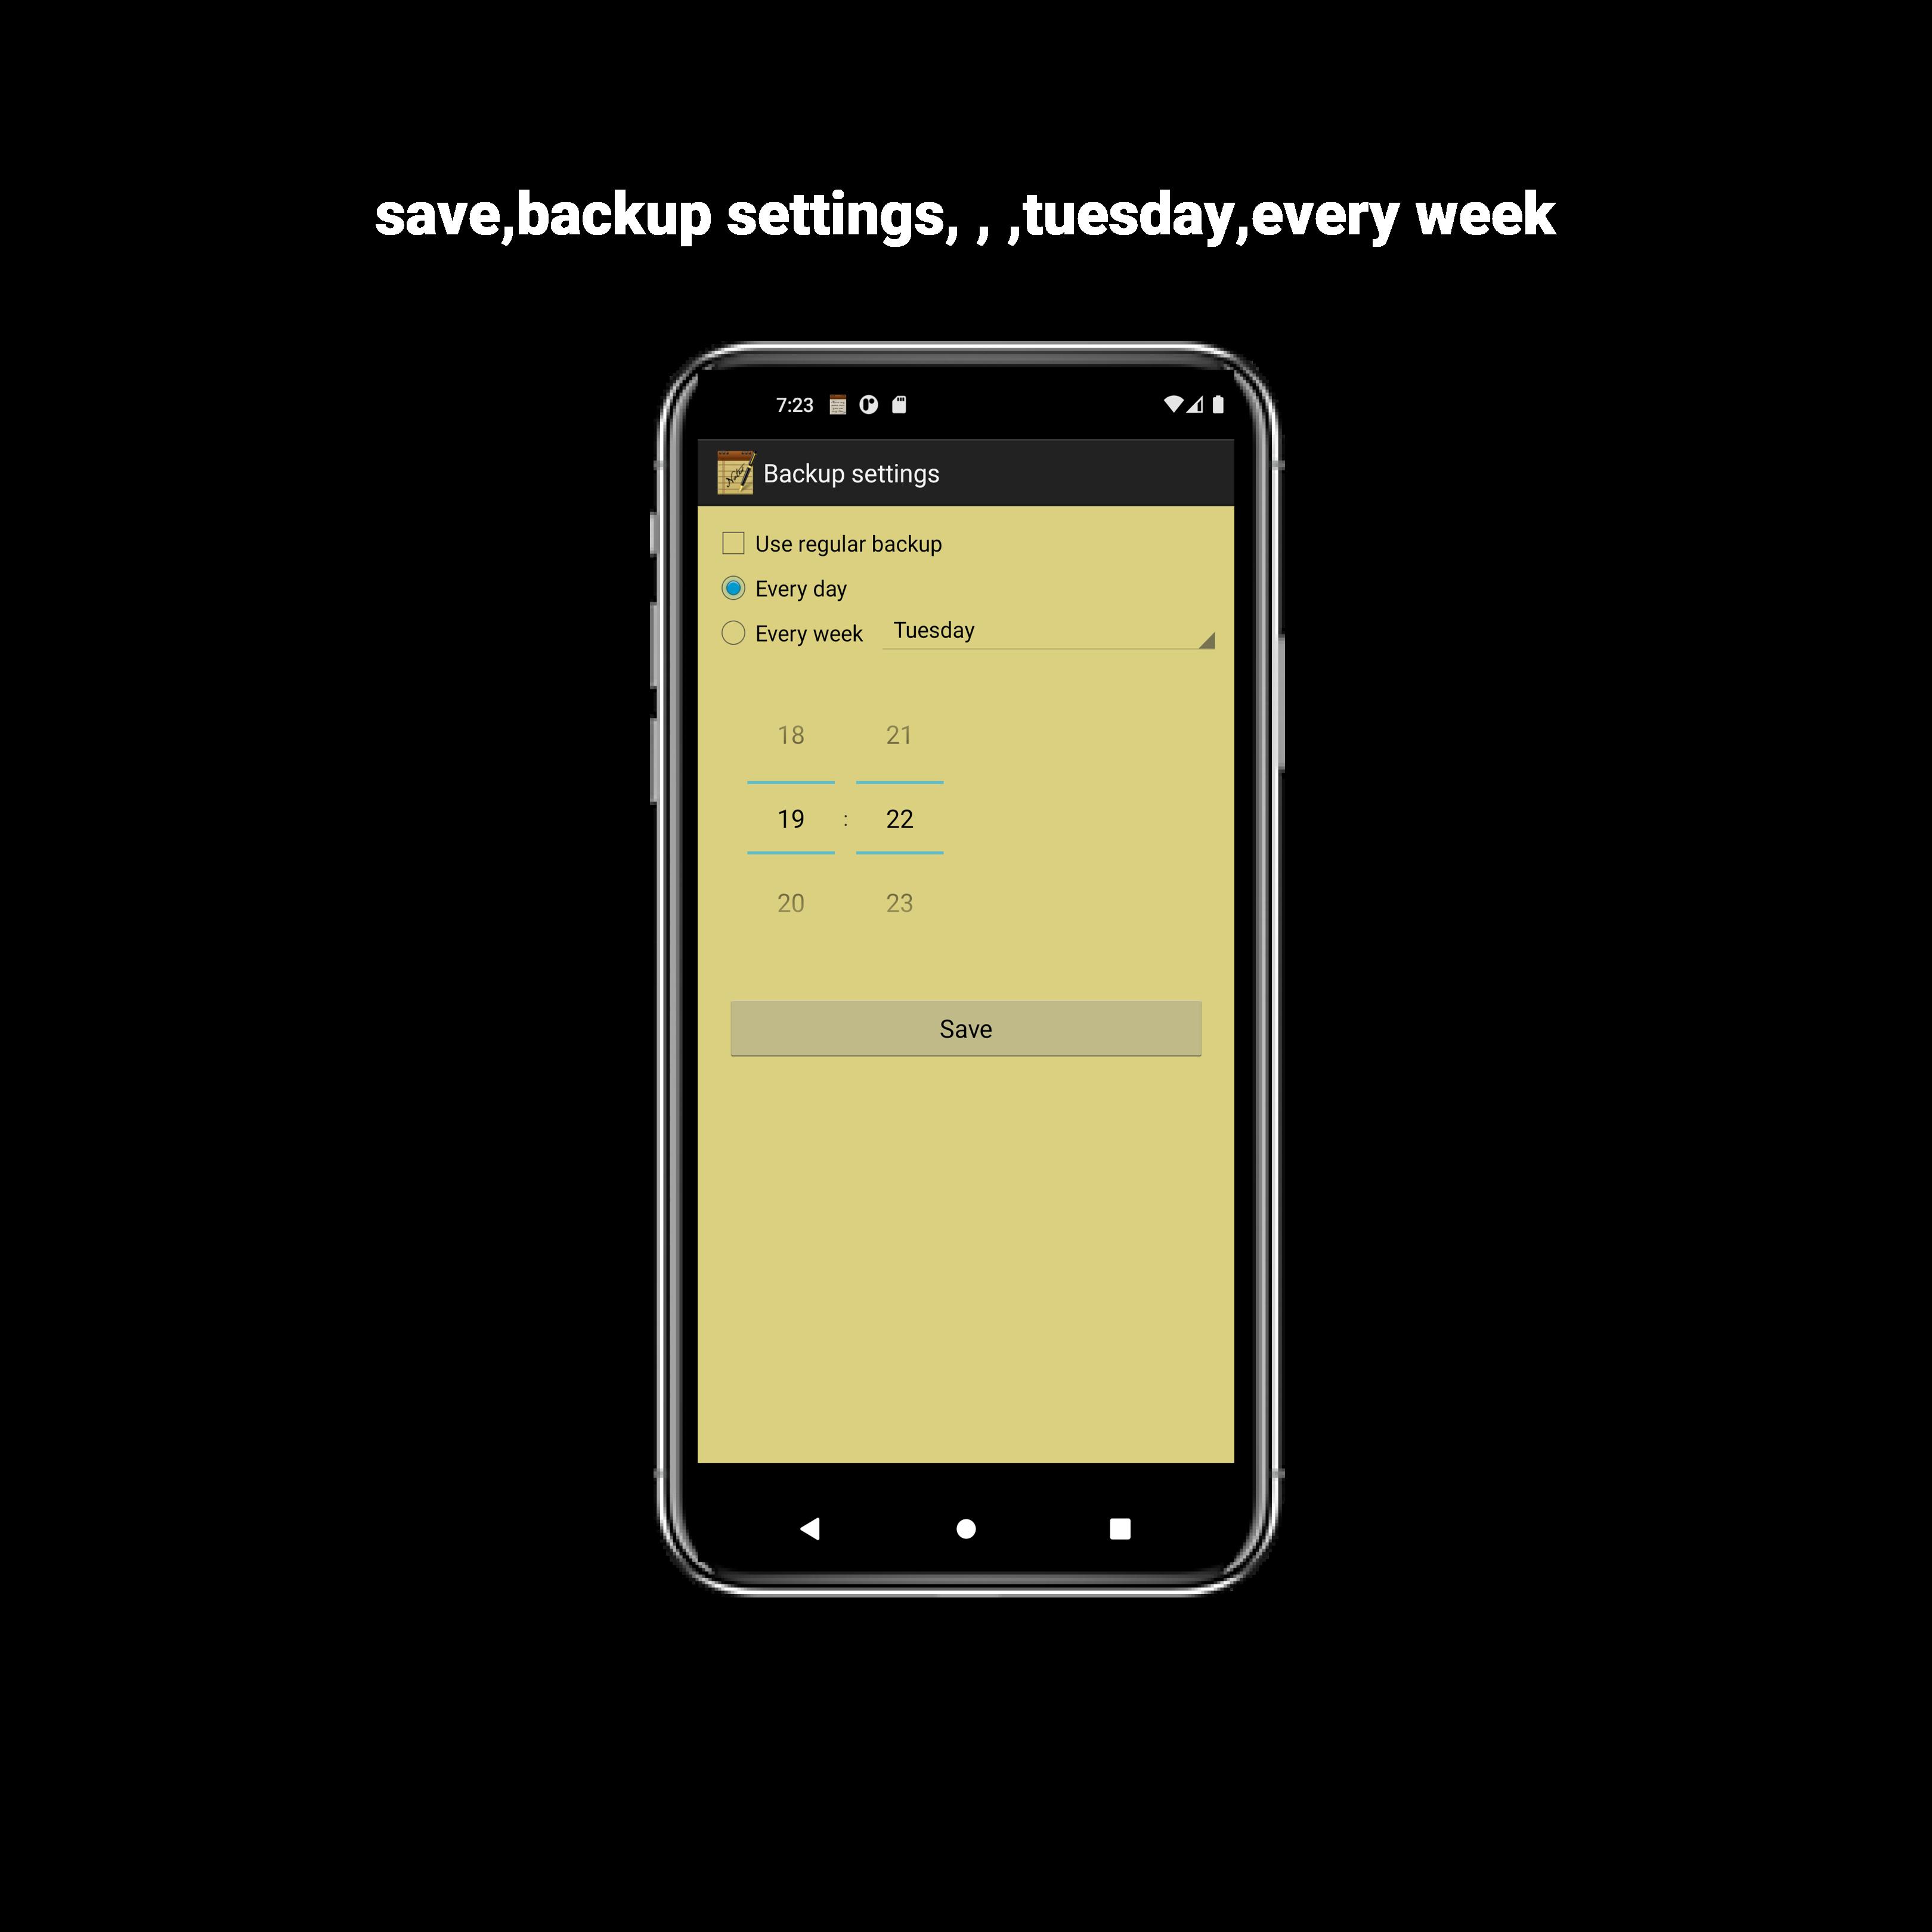 save,backup settings, , ,tuesday,every week
7:23
Backup settings
Use regular backup
Every day
Every week Tuesday
18 21
19 : 22
20 23
Save